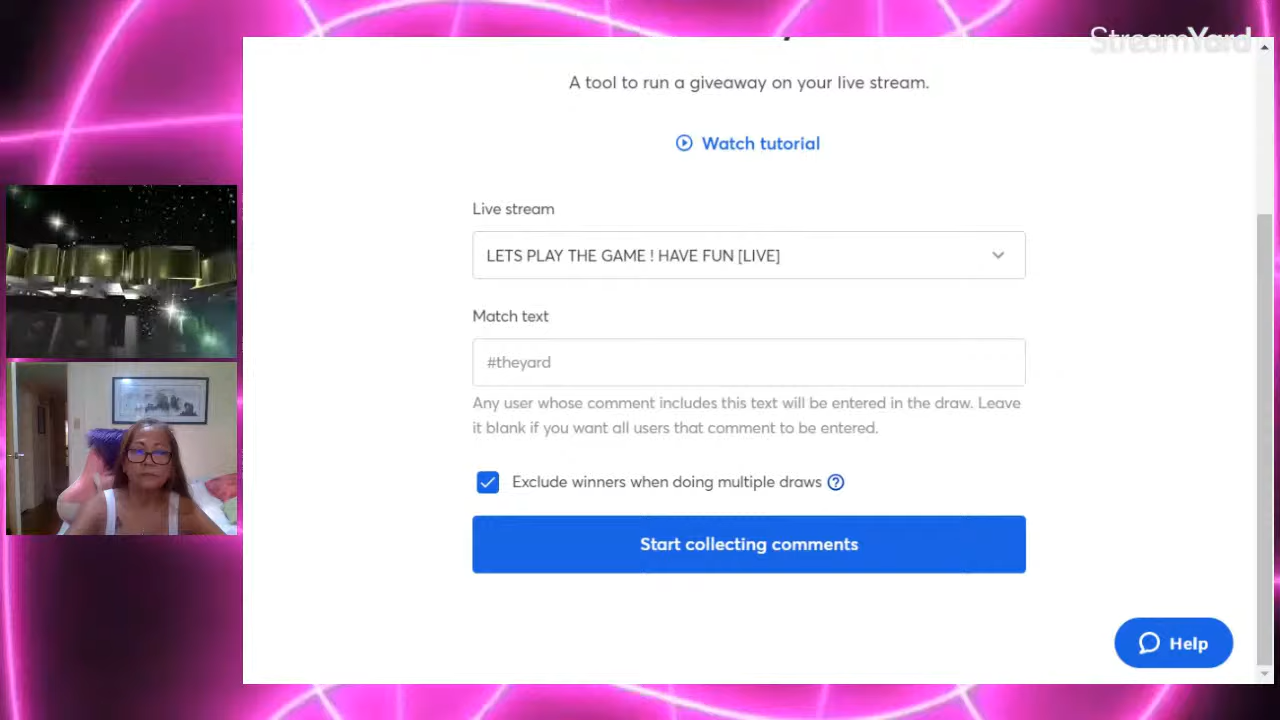 StreamYard
A tool to run a giveaway on your live stream.
Watch tutorial
Live stream
LETS PLAY THE GAME ! HAVE FUN [LIVE]
Match text
#theyard
Any user whose comment includes this text will be entered in the draw. Leave
it blank if you want all users that comment to be entered.
Exclude winners when doing multiple draws
Start collecting comments
Help